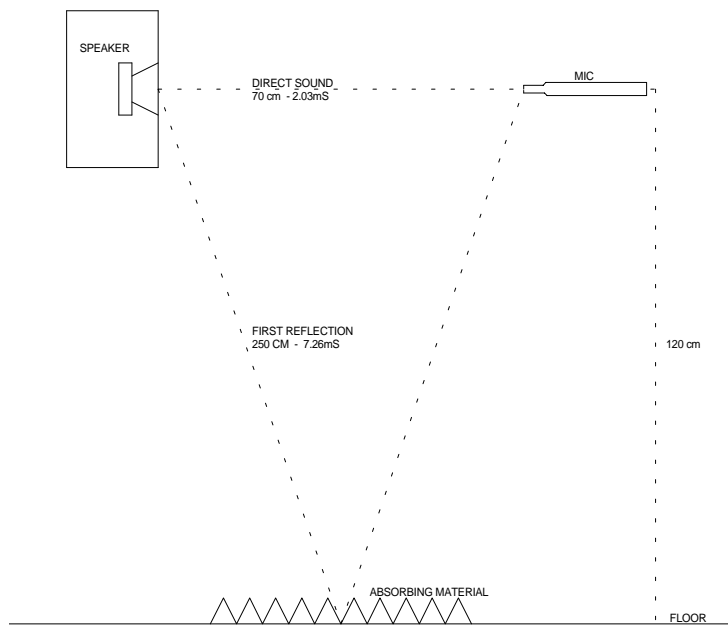 SPEAKER
MIC
DIRECT SOUND
70 cm - 2.03mS
FIRST REFLECTION
250 CM - 7.26mS
120 cm
ABSORBING MATERIAL
FLOOR